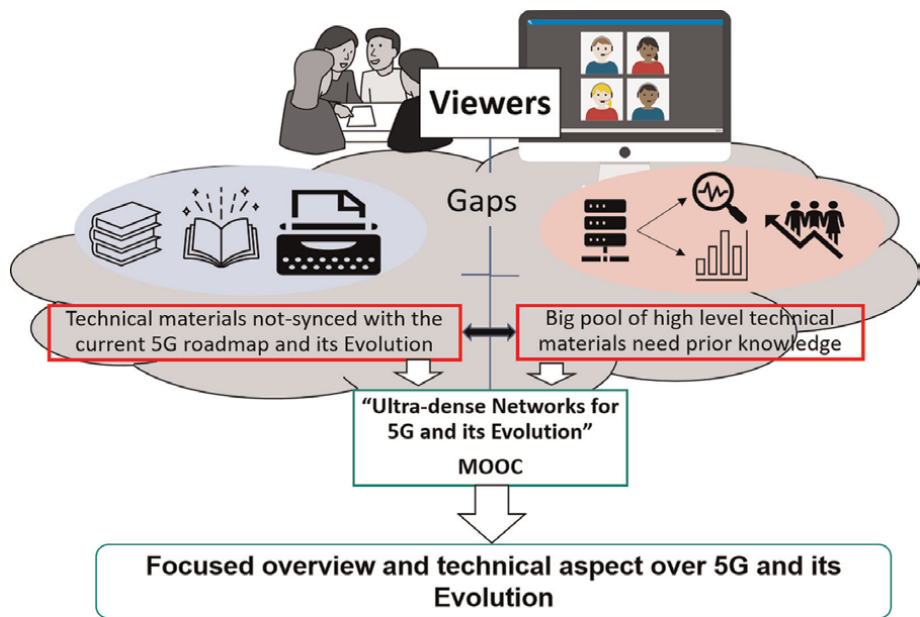 Viewers
Gaps
Technical materials not-synced with the
current 5G roadmap and its Evolution
Big pool of high level technical
materials need prior knowledge
“Ultra-dense Networks for
5G and its Evolution”
MOOC
Focused overview and technical aspect over 5G and its
Evolution